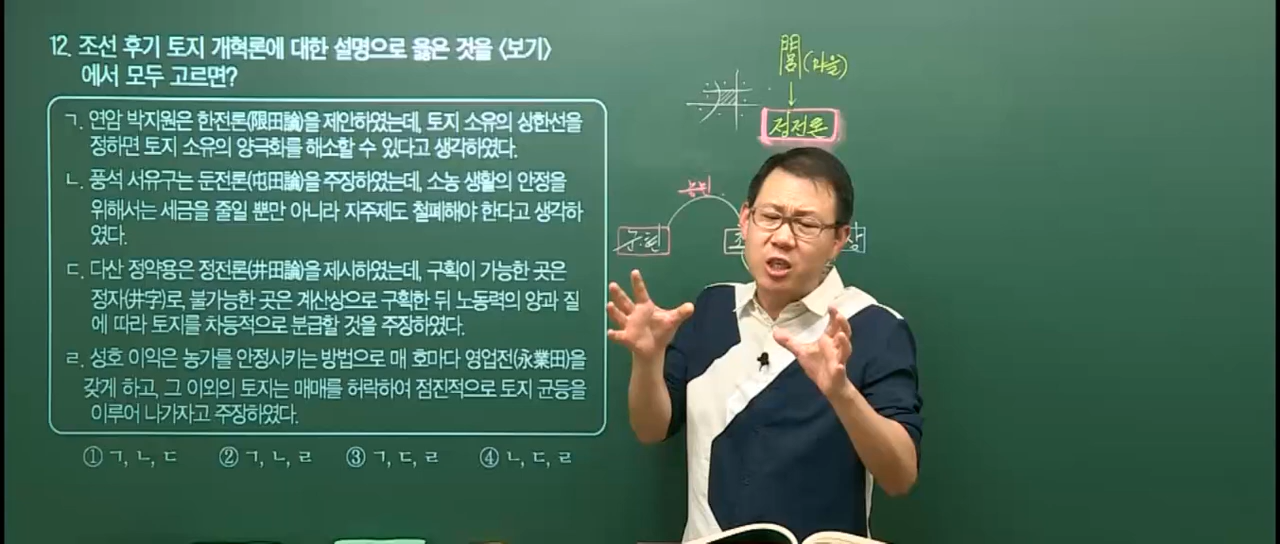 12. 조선 후기 토지 개혁론에 대한 설명으로 옳은 것을 <보기>
에서 모두 고르면?
ㄱ. 연암 박지원은 한전론(限田論)을 제안하였는데, 토지 소유의 상한선을
정하면 토지 소유의 양극화를 해소할 수 있다고 생각하였다.
ㄴ. 풍석 서유구는 둔전론(屯田論)을 주장하였는데, 소농 생활의 안정을
위해서는 세금을 줄일 뿐만 아니라 지주제도 철폐해야 한다고 생각하
였다.
ㄷ. 다산 정약용은 정전론(井田論)을 제시하였는데, 구획이 가능한 곳은
정자(井字)로, 불가능한 곳은 계산상으로 구획한 뒤 노동력의 양과 질
에 따라 토지를 차등적으로 분급할 것을 주장하였다.
ㄹ. 성호 이익은 농가를 안정시키는 방법으로 매 호마다 영업전(永業田)을
갖게 하고, 그 이외의 토지는 매매를 허락하여 점진적으로 토지 균등을
이루어 나가자고 주장하였다.
① ㄱ, ㄴ, ㄷ ② ㄱ, ㄴ, ㄹ ③ ㄱ, ㄷ, ㄹ ④ ㄴ, ㄷ, ㄹ
閭(마을)
정전론